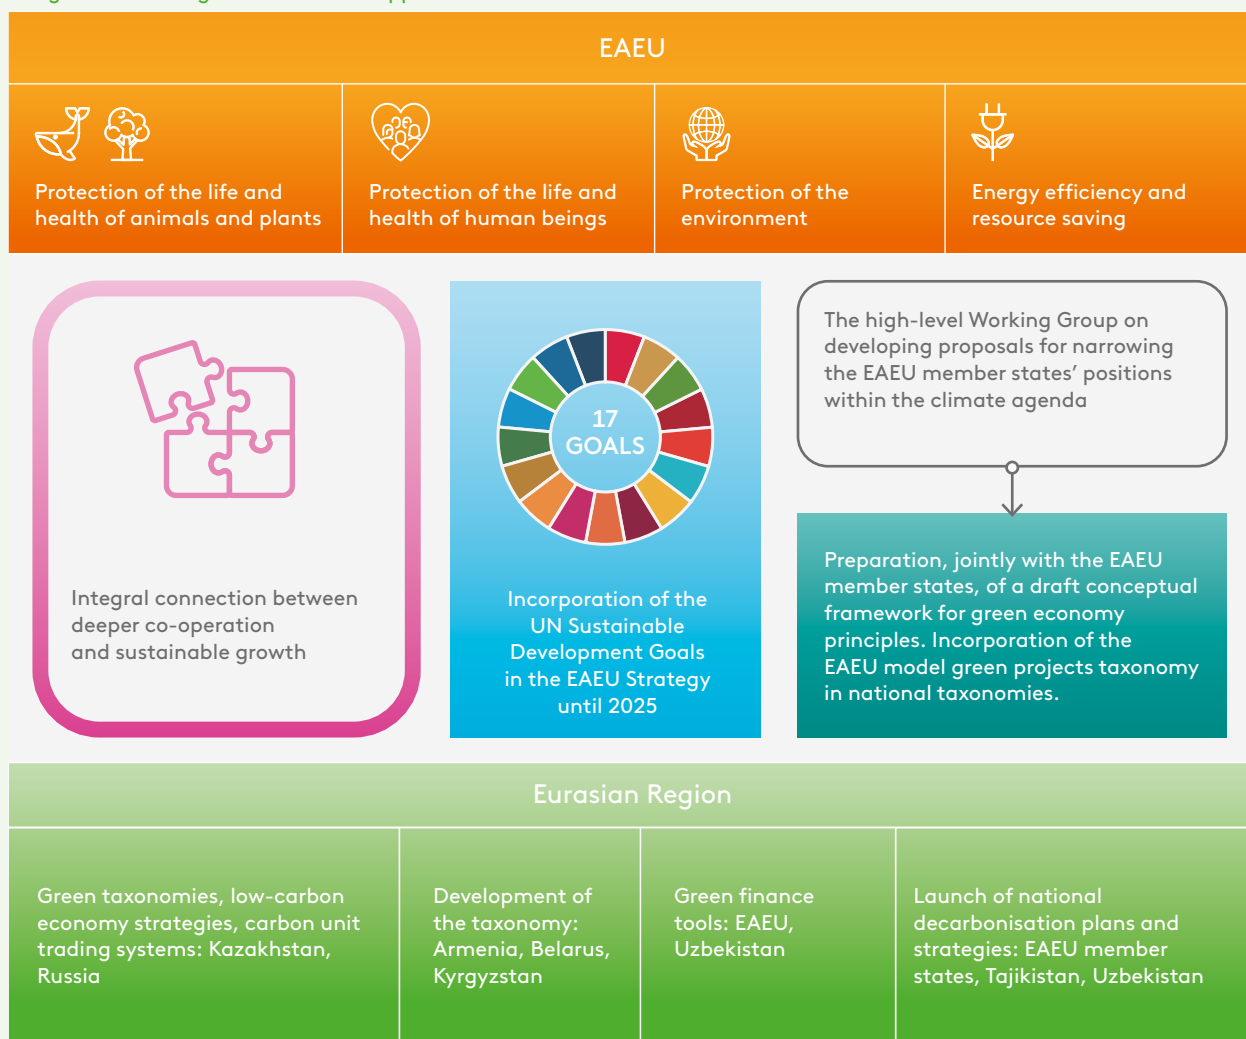 EAEU
Protection of the life and
health of animals and plants
Protection of the life and
health of human beings
Protection of the
environment
Energy efficiency and
resource saving
Integral connection between
deeper co-operation
and sustainable growth
17
GOALS
Incorporation of the
UN Sustainable
Development Goals
in the EAEU Strategy
until 2025
The high-level Working Group on
developing proposals for narrowing
the EAEU member states’ positions
within the climate agenda
Preparation, jointly with the EAEU
member states, of a draft conceptual
framework for green economy
principles. Incorporation of the
EAEU model green projects taxonomy
in national taxonomies.
Eurasian Region
Green taxonomies, low-carbon
economy strategies, carbon unit
trading systems: Kazakhstan,
Russia
Development of
the taxonomy:
Armenia, Belarus,
Kyrgyzstan
Green finance
tools: EAEU,
Uzbekistan
Launch of national
decarbonisation plans and
strategies: EAEU member
states, Tajikistan, Uzbekistan